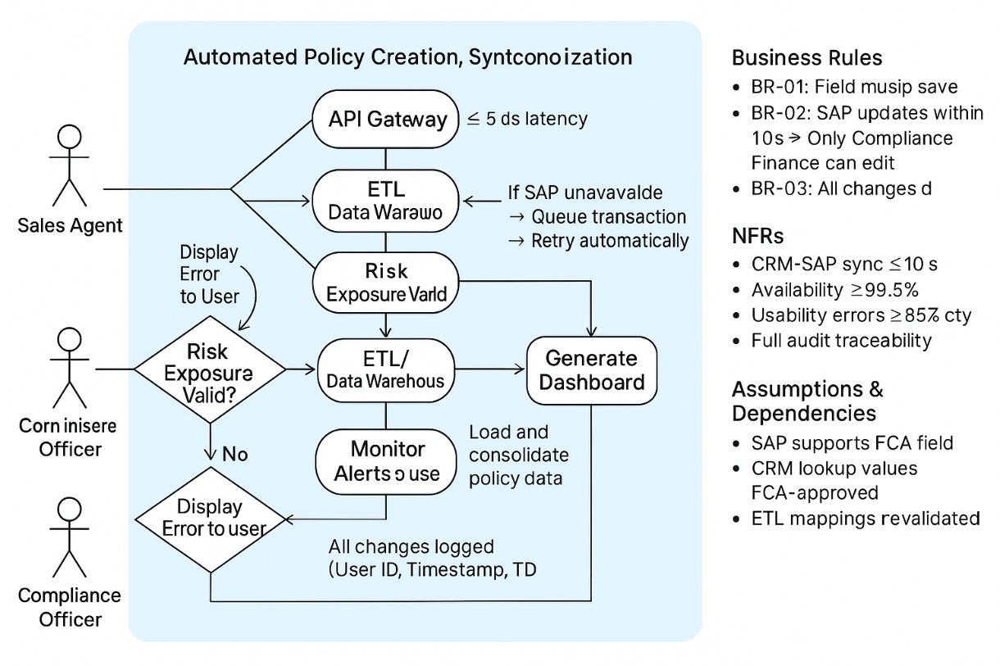 Automated Policy Creation, Syntconoization
API Gateway
≤ 5 ds latency
ETL
Data Warawo
If SAP unavavalde
→ Queue transaction
→ Retry automatically
Sales Agent
Display
Error
to User
Risk
Exposure Varld
Risk
Exposure
Valid?
ETL/
Data Warehous
Generate
Dashboard
Corn inisere
Officer
No
Monitor
Alerts ɔ use
Load and
consolidate
policy data
Display
Error to user
All changes logged
(User ID, Timestamp, TD
Compliance
Officer
Business Rules
• BR-01: Field musip save
• BR-02: SAP updates within
10s → Only Compliance
Finance can edit
• BR-03: All changes d
NFRs
• CRM-SAP sync ≤10 s
• Availability ≥99.5%
• Usability errors ≥85% cty
• Full audit traceability
Assumptions &
Dependencies
• SAP supports FCA field
• CRM lookup values
FCA-approved
• ETL mappings revalidated